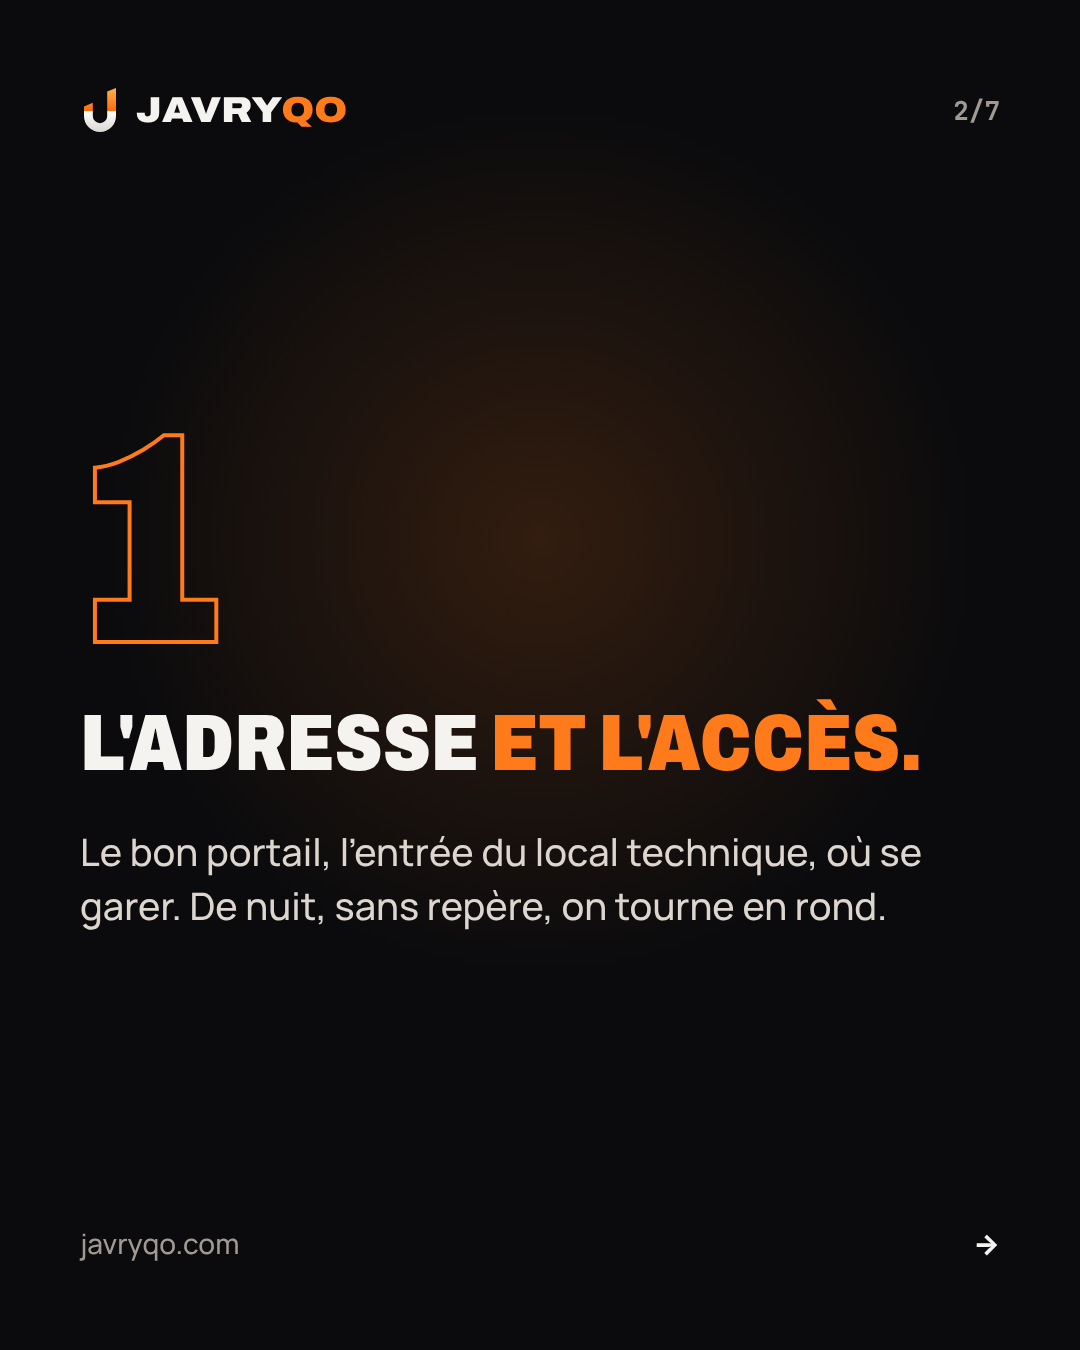 JAVRYQO
2/7
1
L'ADRESSE ET L'ACCÈS.
Le bon portail, l’entrée du local technique, où se
garer. De nuit, sans repère, on tourne en rond.
javryqo.com
→